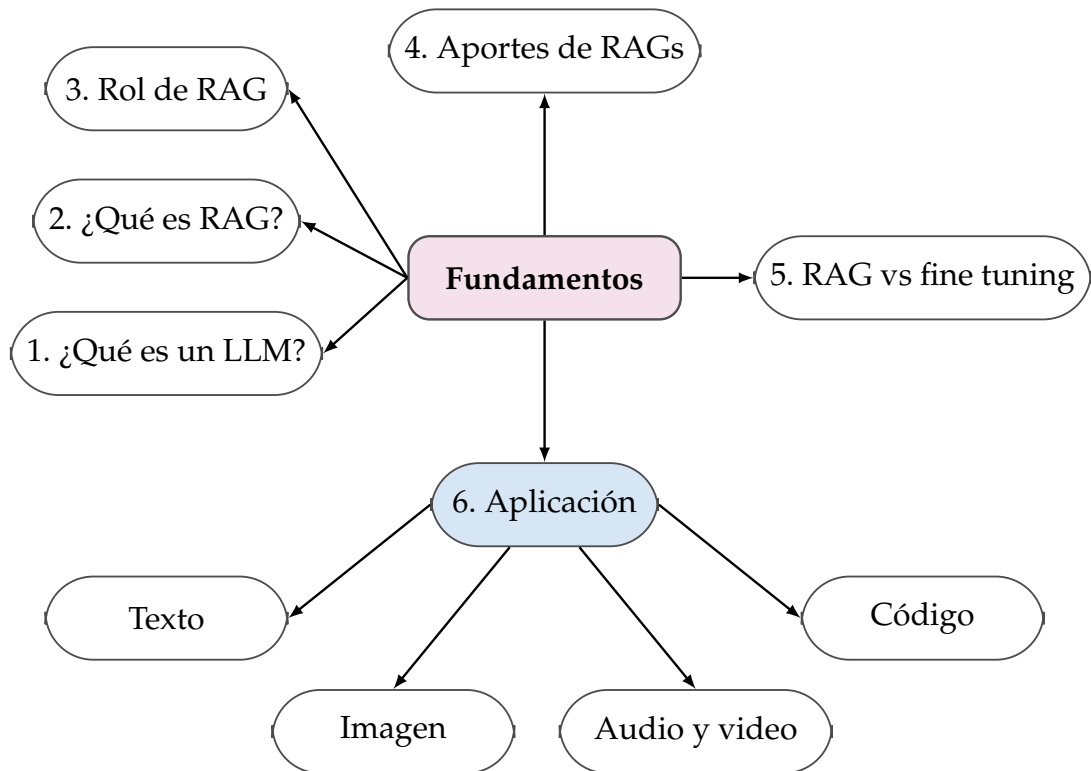 4. Aportes de RAGs
3. Rol de RAG
2. ¿Qué es RAG?
Fundamentos
5. RAG vs fine tuning
1. ¿Qué es un LLM?
6. Aplicación
Texto
Código
Imagen
Audio y video